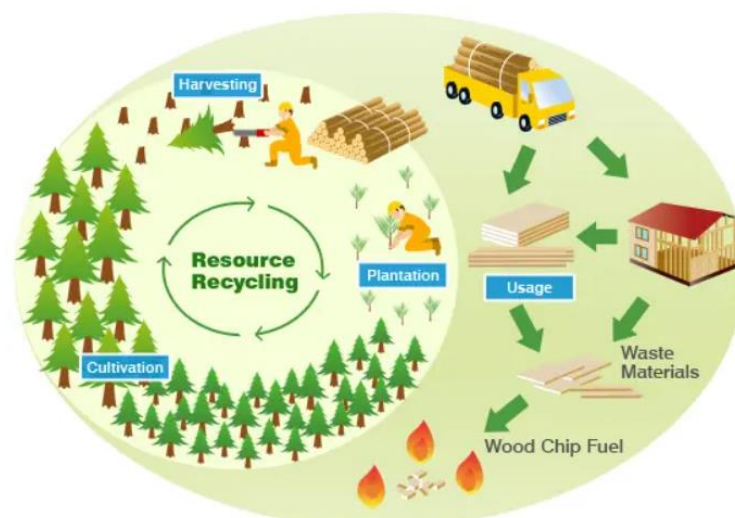 Harvesting
Resource
Recycling
Plantation
Usage
Cultivation
Waste
Materials
Wood Chip Fuel